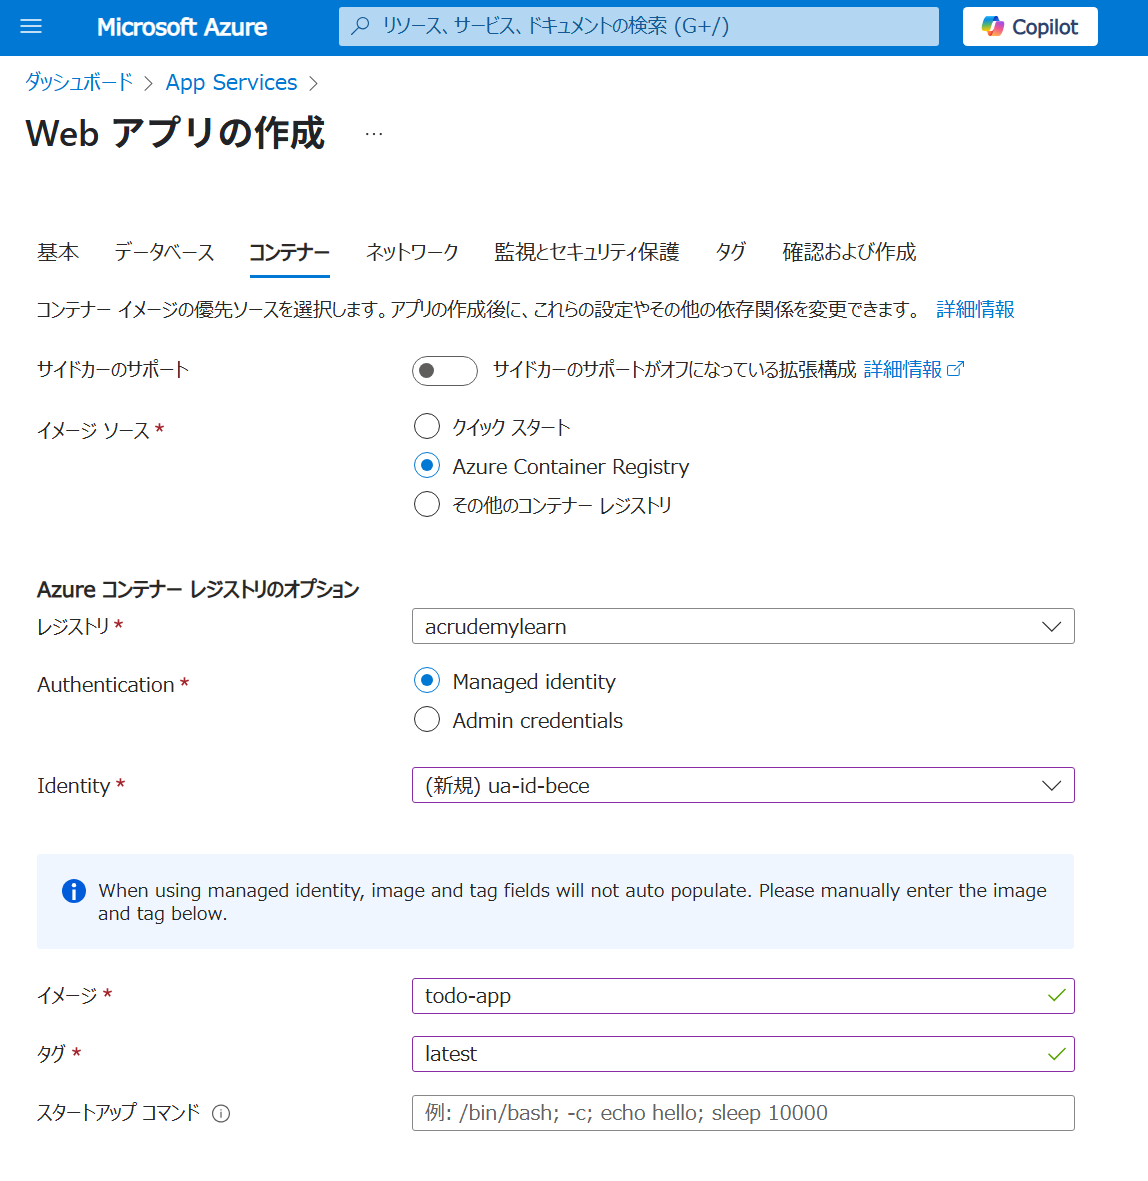 Microsoft Azure
リソース、サービス、ドキュメントの検索 (G+/)
Copilot
ダッシュボード > App Services >
Web アプリの作成 ...
基本 データベース コンテナー ネットワーク 監視とセキュリティ保護 タグ 確認および作成
コンテナー イメージの優先ソースを選択します。アプリの作成後に、これらの設定やその他の依存関係を変更できます。 詳細情報
サイドカーのサポート サイドカーのサポートがオフになっている拡張構成 詳細情報
イメージ ソース * クイック スタート
Azure Container Registry
その他のコンテナー レジストリ
Azure コンテナー レジストリのオプション
レジストリ * acrudemylearn
Authentication * Managed identity
Admin credentials
Identity * (新規) ua-id-bece
When using managed identity, image and tag fields will not auto populate. Please manually enter the image
and tag below.
イメージ * todo-app
タグ * latest
スタートアップ コマンド 例: /bin/bash; -c; echo hello; sleep 10000